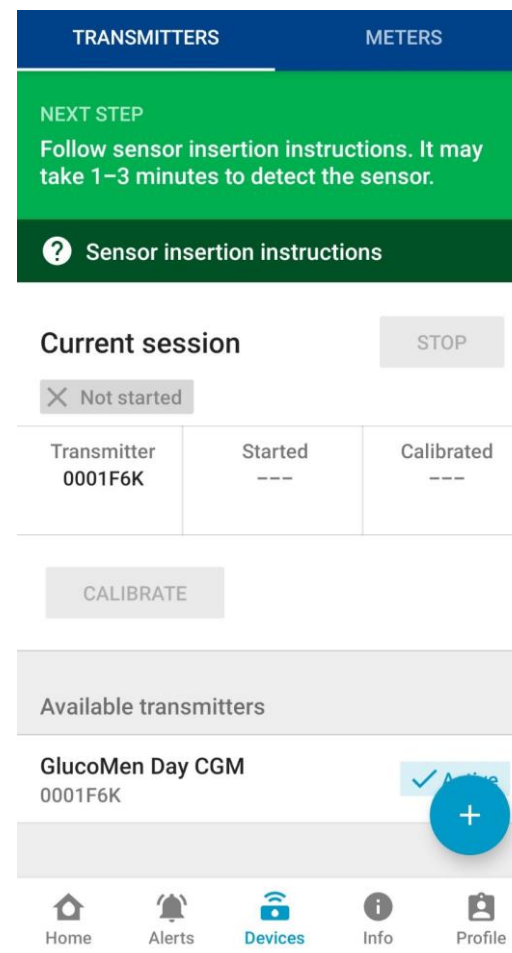 TRANSMITTERS METERS
NEXT STEP
Follow sensor insertion instructions. It may
take 1–3 minutes to detect the sensor.
? Sensor insertion instructions
Current session STOP
Not started
Transmitter Started Calibrated
0001F6K --- ---
CALIBRATE
Available transmitters
GlucoMen Day CGM
0001F6K
+
Home Alerts Devices Info Profile